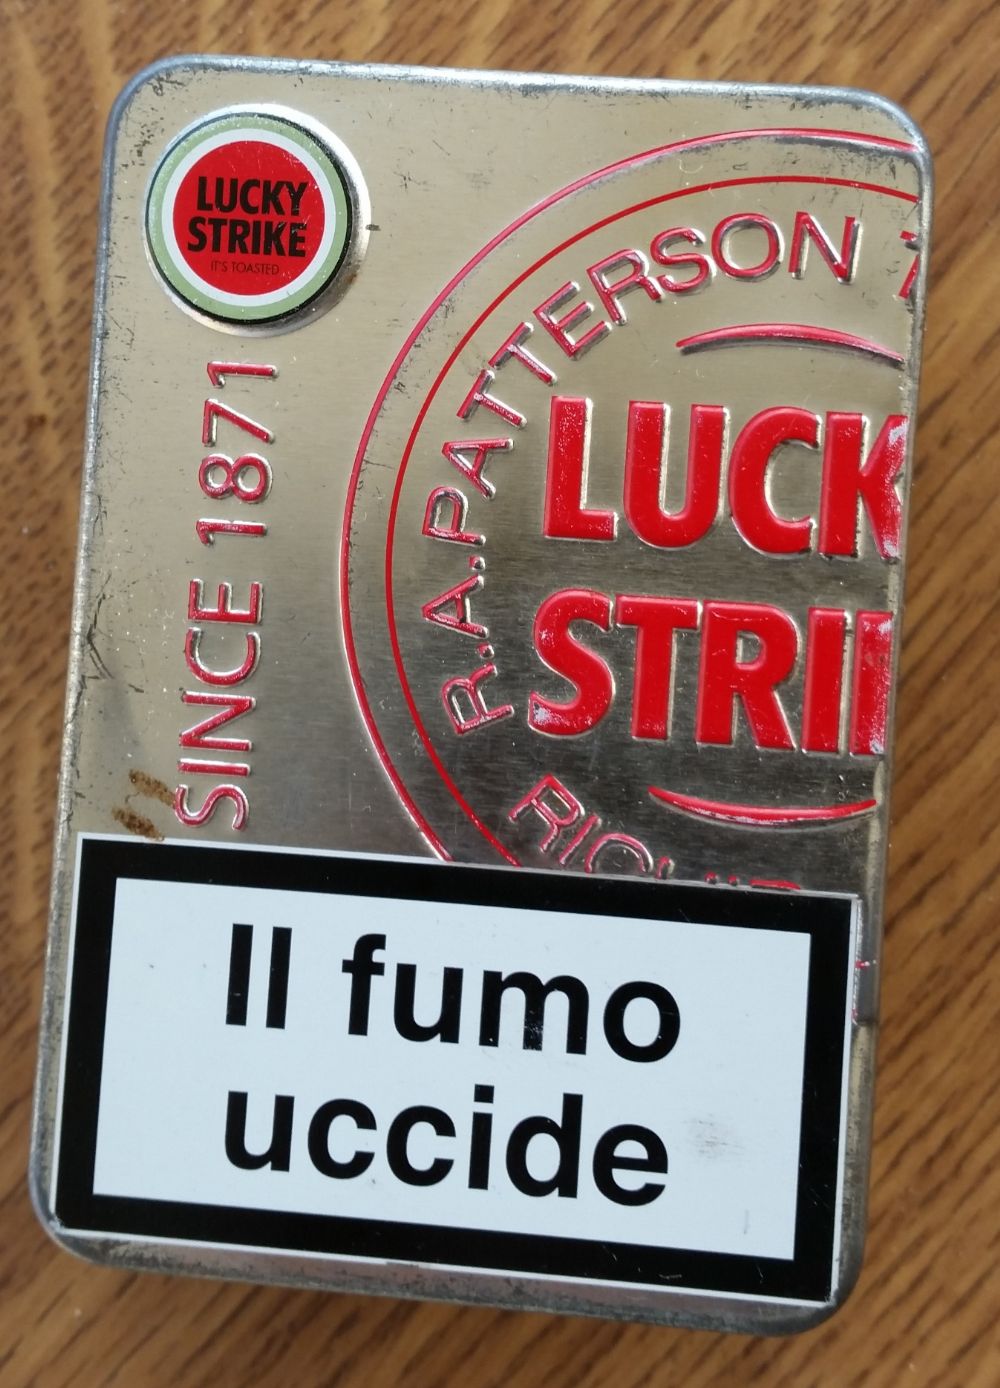 LUCKY
STRIKE
IT'S TOASTED
SINCE 1871
R.A.PATTERSON
LUCK
STRI
Il fumo
uccide